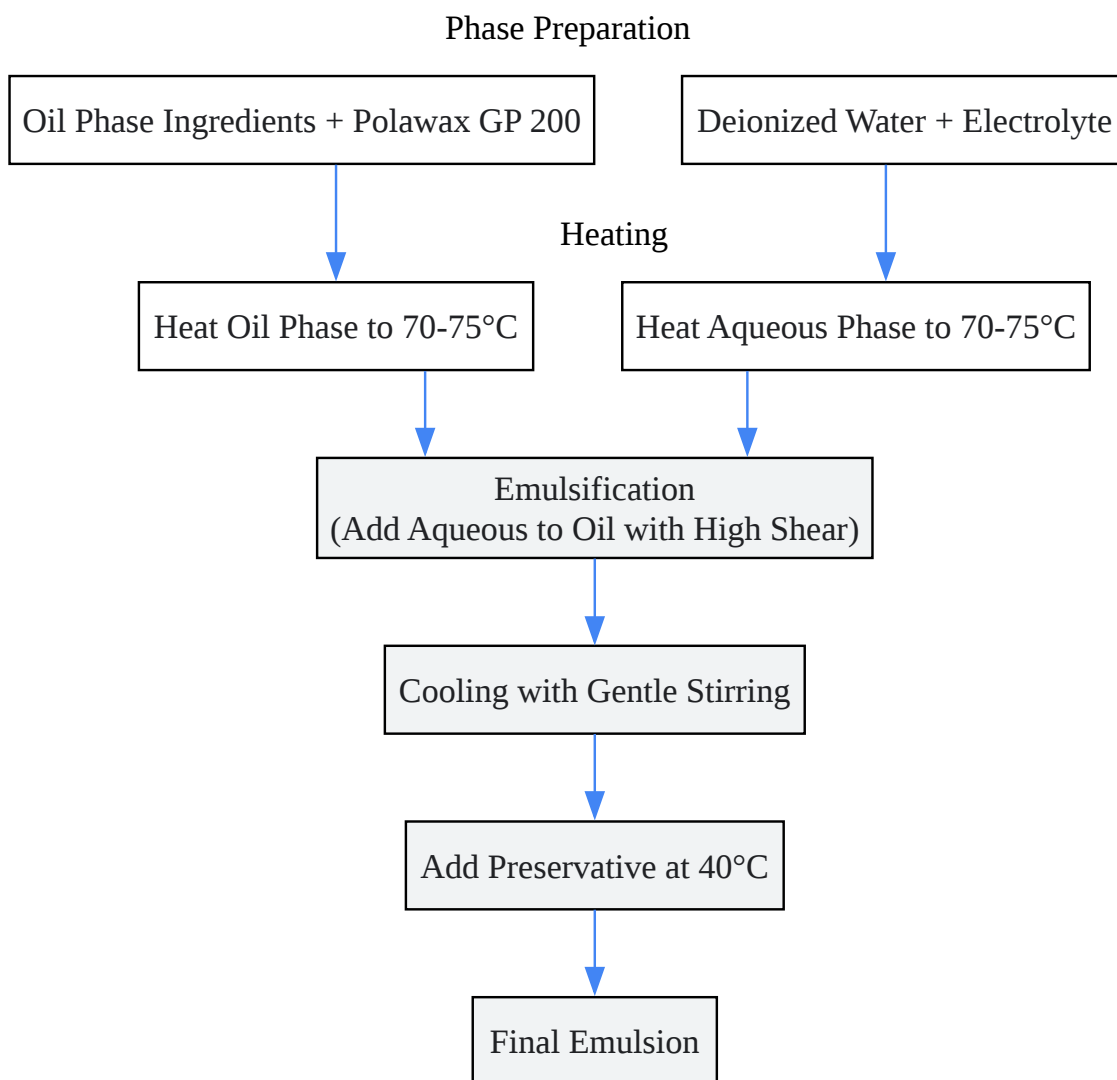 Phase Preparation
Oil Phase Ingredients + Polawax GP 200
Deionized Water + Electrolyte
Heating
Heat Oil Phase to 70-75°C
Heat Aqueous Phase to 70-75°C
Emulsification
(Add Aqueous to Oil with High Shear)
Cooling with Gentle Stirring
Add Preservative at 40°C
Final Emulsion